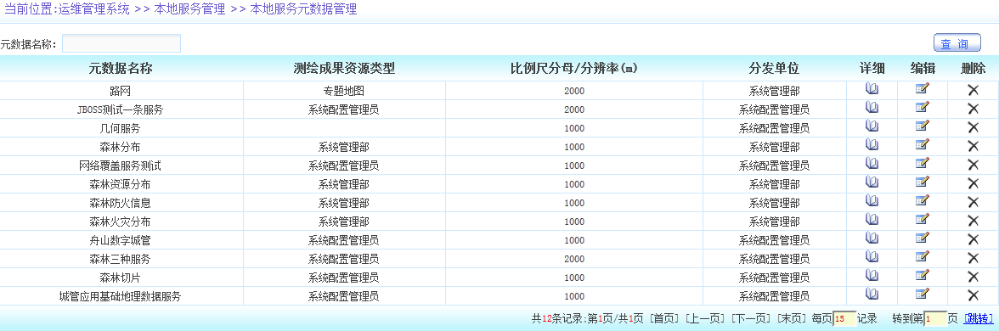 当前位置:运维管理系统 >> 本地服务管理 >> 本地服务元数据管理
元数据名称: 查 询
元数据名称 测绘成果资源类型 比例尺分母/分辨率(m) 分发单位 详细 编辑 删除
路网 专题地图 2000 系统管理部
JBOSS测试一条服务 系统配置管理员 2000 系统配置管理员
几何服务 1000 系统配置管理员
森林分布 系统管理部 1000 系统管理部
网络覆盖服务测试 系统配置管理员 1000 系统配置管理员
森林资源分布 系统管理部 1000 系统管理部
森林防火信息 系统管理部 1000 系统管理部
森林火灾分布 系统管理部 1000 系统管理部
舟山数字城管 系统配置管理员 1000 系统配置管理员
森林三种服务 系统配置管理员 2000 系统配置管理员
森林切片 系统配置管理员 1000 系统配置管理员
城管应用基础地理数据服务 系统配置管理员 1000 系统配置管理员
共12条记录:第1页/共1页 [首页] [上一页] [下一页] [末页] 每页15记录 转到第1页 [跳转]